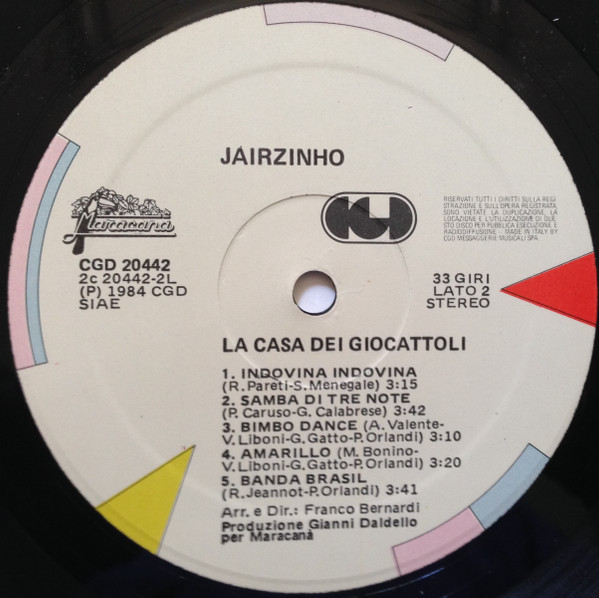 JAIRZINHO
Maracanà
CGD
RISERVATI TUTTI I DIRITTI SULLA REGI
STRAZIONE E SULL'OPERA REGISTRATA
SONO VIETATE LA DUPLICAZIONE, LA
LOCAZIONE E L'UTILIZZAZIONE DI QUE
STO DISCO PER PUBBLICA ESECUZIONE E
RADIODIFFUSIONE - MADE IN ITALY BY
CGD MESSAGGERIE MUSICALI SPA.
CGD 20442
2c 20442-2L
(P) 1984 CGD
SIAE
33 GIRI
LATO 2
STEREO
LA CASA DEI GIOCATTOLI
1. INDOVINA INDOVINA
(R.Pareti-S.Menegale) 3:15
2. SAMBA DI TRE NOTE
(P. Caruso-G. Calabrese) 3:42
3. BIMBO DANCE (A. Valente-
V.Liboni-G.Gatto-P.Orlandi) 3:10
4. AMARILLO (M. Bonino-
V.Liboni-G.Gatto-P.Orlandi) 3:20
5. BANDA BRASIL
(R.Jeannot-P.Orlandi) 3:41
Arr. e Dir.: Franco Bernardi
Produzione Gianni Daldello
per Maracanà